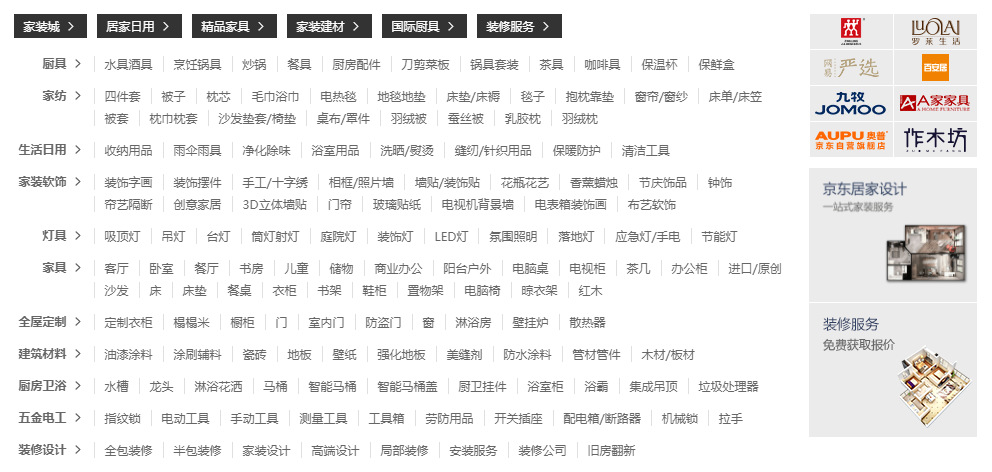 家装城 居家日用 精品家具 家装建材 国际厨具 装修服务
厨具 水具酒具 烹饪锅具 炒锅 餐具 厨房配件 刀剪菜板 锅具套装 茶具 咖啡具 保温杯 保鲜盒
家纺 四件套 被子 枕芯 毛巾浴巾 电热毯 地毯地垫 床垫/床褥 毯子 抱枕靠垫 窗帘/窗纱 床单/床笠
被套 枕巾枕套 沙发垫套/椅垫 桌布/罩件 羽绒被 蚕丝被 乳胶枕 羽绒枕
生活日用 收纳用品 雨伞雨具 净化除味 浴室用品 洗晒/熨烫 缝纫/针织用品 保暖防护 清洁工具
家装软饰 装饰字画 装饰摆件 手工/十字绣 相框/照片墙 墙贴/装饰贴 花瓶花艺 香薰蜡烛 节庆饰品 钟饰
帘艺隔断 创意家居 3D立体墙贴 门帘 玻璃贴纸 电视机背景墙 电表箱装饰画 布艺软饰
灯具 吸顶灯 吊灯 台灯 筒灯射灯 庭院灯 装饰灯 LED灯 氛围照明 落地灯 应急灯/手电 节能灯
家具 客厅 卧室 餐厅 书房 儿童 储物 商业办公 阳台户外 电脑桌 电视柜 茶几 办公柜 进口/原创
沙发 床 床垫 餐桌 衣柜 书架 鞋柜 置物架 电脑椅 晾衣架 红木
全屋定制 定制衣柜 榻榻米 橱柜 门 室内门 防盗门 窗 淋浴房 壁挂炉 散热器
建筑材料 油漆涂料 涂刷辅料 瓷砖 地板 壁纸 强化地板 美缝剂 防水涂料 管材管件 木材/板材
厨房卫浴 水槽 龙头 淋浴花洒 马桶 智能马桶 智能马桶盖 厨卫挂件 浴室柜 浴霸 集成吊顶 垃圾处理器
五金电工 指纹锁 电动工具 手动工具 测量工具 工具箱 劳防用品 开关插座 配电箱/断路器 机械锁 拉手
装修设计 全包装修 半包装修 家装设计 高端设计 局部装修 安装服务 装修公司 旧房翻新
LUOLAI
罗莱生活
网易严选
百安居
九牧
JOMOO
A家家具
A HOME FURNITURE
AUPU奥普
京东自营旗舰店
作木坊
京东居家设计
一站式家装服务
装修服务
免费获取报价